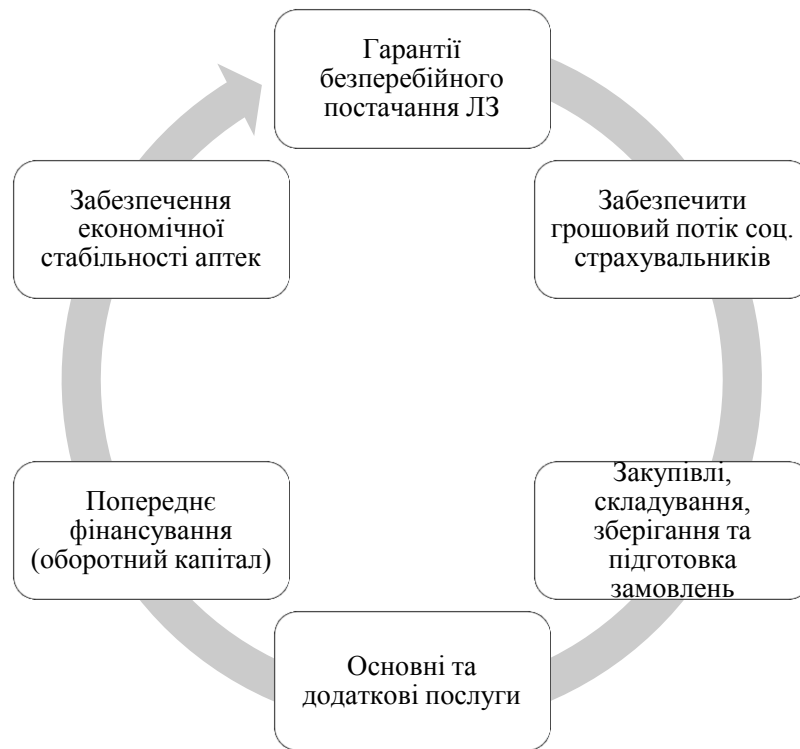 Гарантії
безперебійного
постачання ЛЗ
Забезпечити
грошовий потік соц.
страхувальників
Закупівлі,
складування,
зберігання та
підготовка
замовлень
Основні та
додаткові послуги
Попереднє
фінансування
(оборотний капітал)
Забезпечення
економічної
стабільності аптек